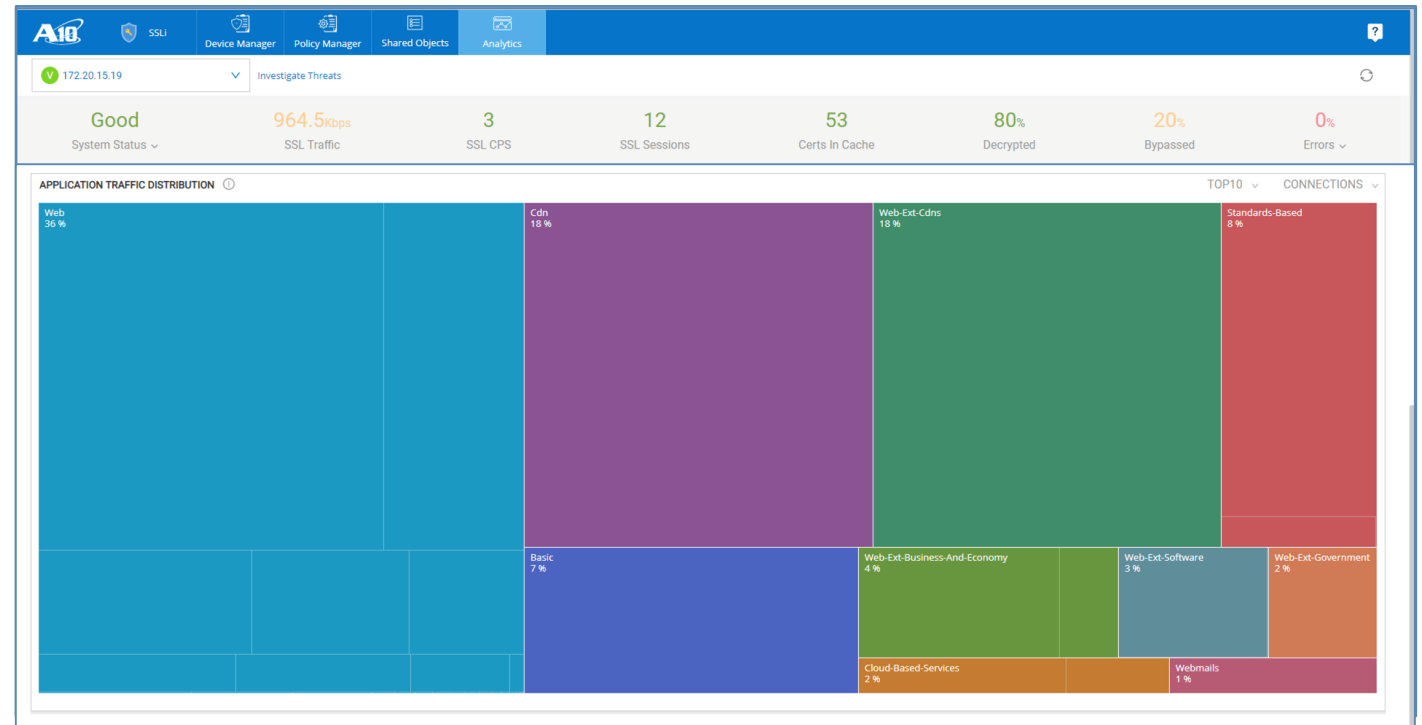 A10
SSLi
Device Manager
Policy Manager
Shared Objects
Analytics
?
V 172.20.15.19
Investigate Threats
Good
964.5Kbps
3
12
53
80%
20%
0%
System Status
SSL Traffic
SSL CPS
SSL Sessions
Certs In Cache
Decrypted
Bypassed
Errors
APPLICATION TRAFFIC DISTRIBUTION
TOP10
CONNECTIONS
Web
36 %
Cdn
18 %
Web-Ext-Cdns
18 %
Standards-Based
8 %
Basic
7 %
Web-Ext-Business-And-Economy
4 %
Web-Ext-Software
3 %
Web-Ext-Government
2 %
Cloud-Based-Services
2 %
Webmails
1 %